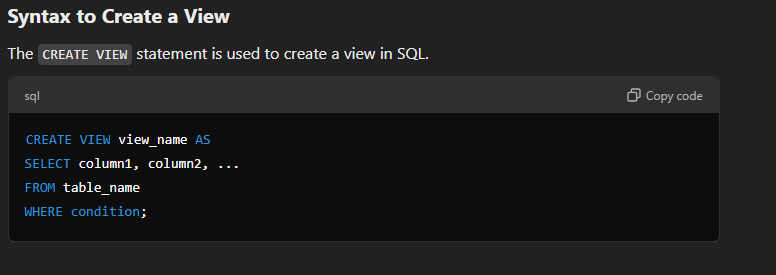 Syntax to Create a View
The CREATE VIEW statement is used to create a view in SQL.
sql
Copy code
CREATE VIEW view_name AS
SELECT column1, column2, ...
FROM table_name
WHERE condition;